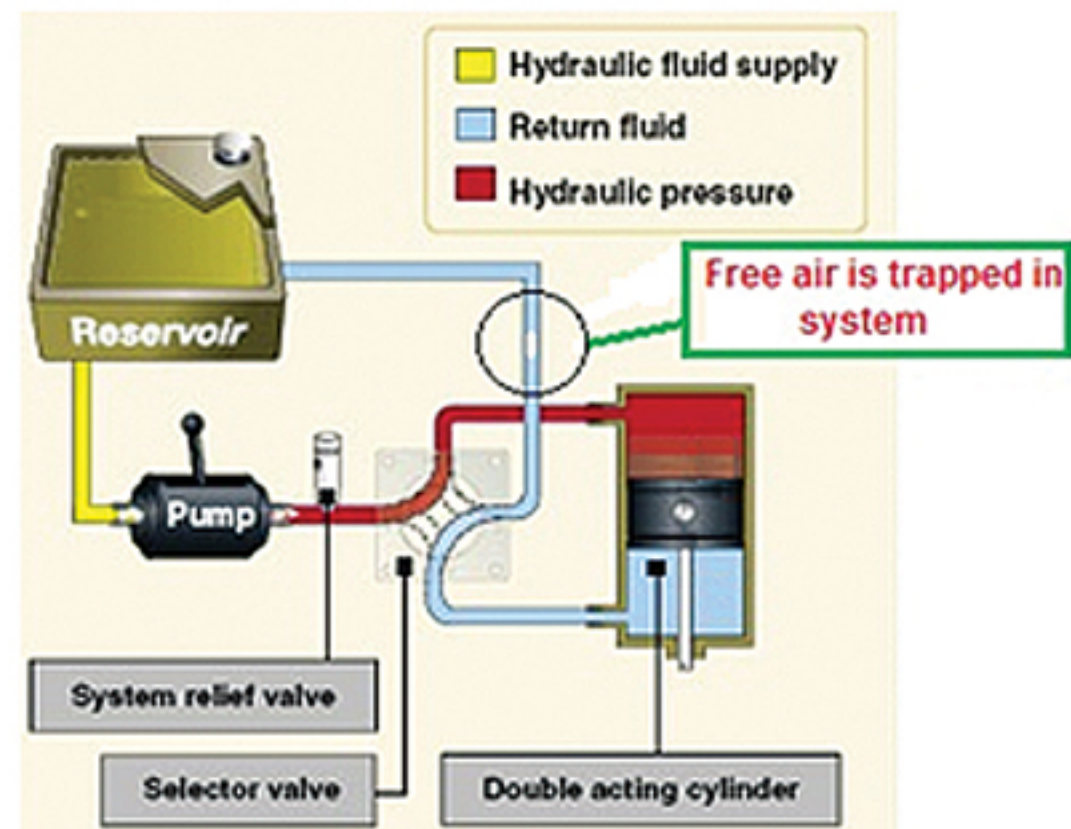 Hydraulic fluid supply
Return fluid
Hydraulic pressure
Free air is trapped in
system
Reservoir
Pump
System relief valve
Selector valve
Double acting cylinder